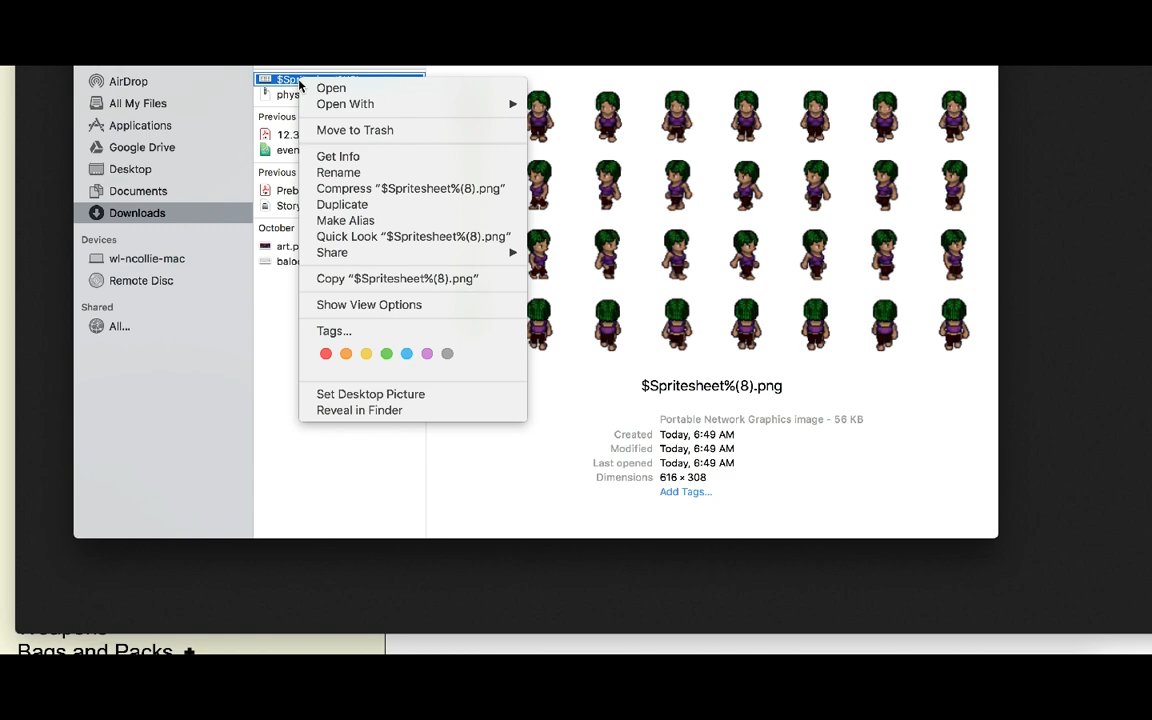 AirDrop
All My Files
Applications
Google Drive
Desktop
Documents
Downloads
Devices
wl-ncollie-mac
Remote Disc
Shared
All...
$Spr
phys
Previous
12.3
even
Previous
Preb
Story
October
art.p
baloo
Open
Open With
Move to Trash
Get Info
Rename
Compress “$Spritesheet%(8).png”
Duplicate
Make Alias
Quick Look “$Spritesheet%(8).png”
Share
Copy “$Spritesheet%(8).png”
Show View Options
Tags...
Set Desktop Picture
Reveal in Finder
$Spritesheet%(8).png
Portable Network Graphics image - 56 KB
Created Today, 6:49 AM
Modified Today, 6:49 AM
Last opened Today, 6:49 AM
Dimensions 616 × 308
Add Tags...
Bags and Packs +